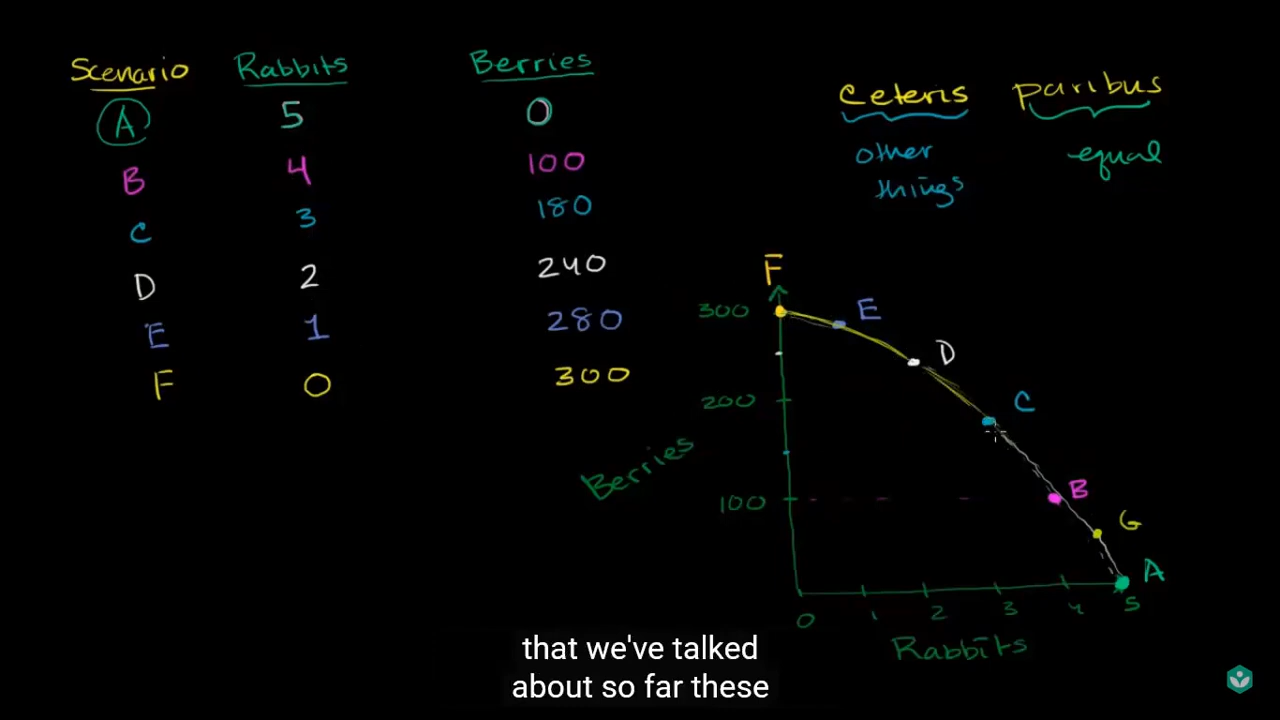 Scenario Rabbits Berries
A 5 0
B 4 100
C 3 180
D 2 240
E 1 280
F 0 300
Ceteris paribus
other equal
things
F
300 E
D
200 C
Berries
100 B
G
A
0 1 2 3 4 5
Rabbits
that we've talked
about so far these